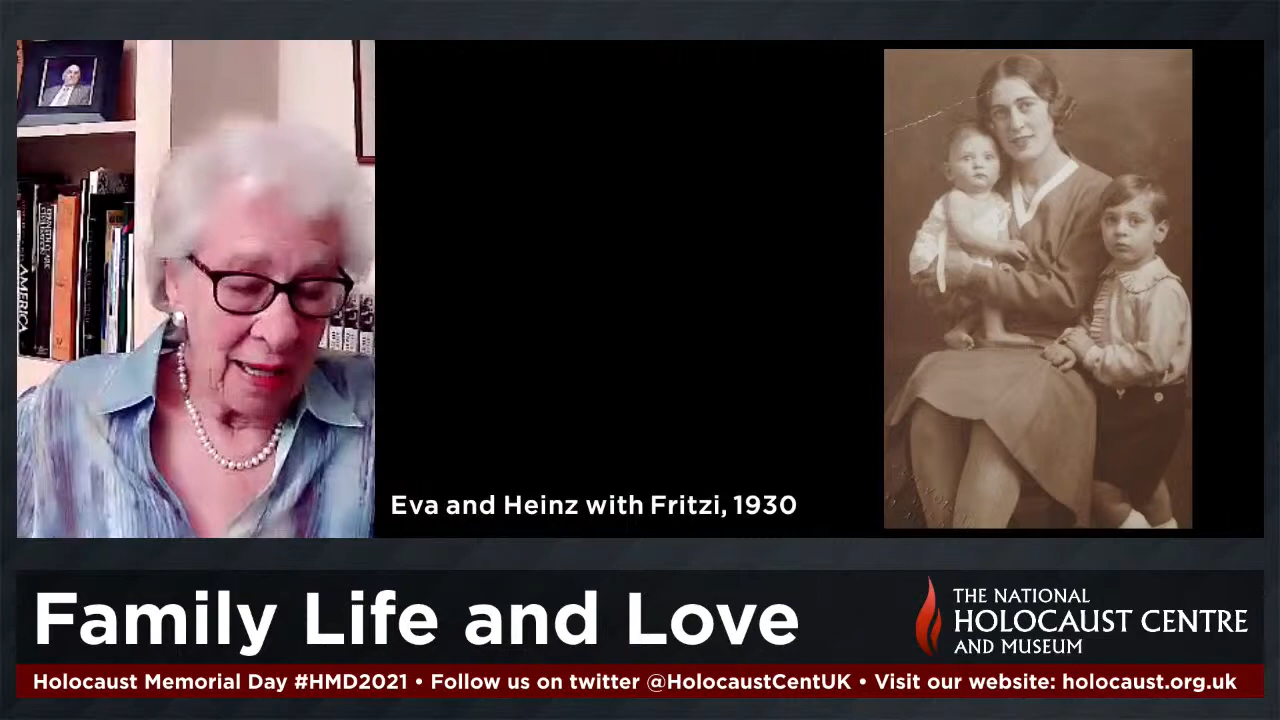 AMERICA
Eva and Heinz with Fritzi, 1930
Family Life and Love
THE NATIONAL
HOLOCAUST CENTRE
AND MUSEUM
Holocaust Memorial Day #HMD2021 • Follow us on twitter @HolocaustCentUK • Visit our website: holocaust.org.uk